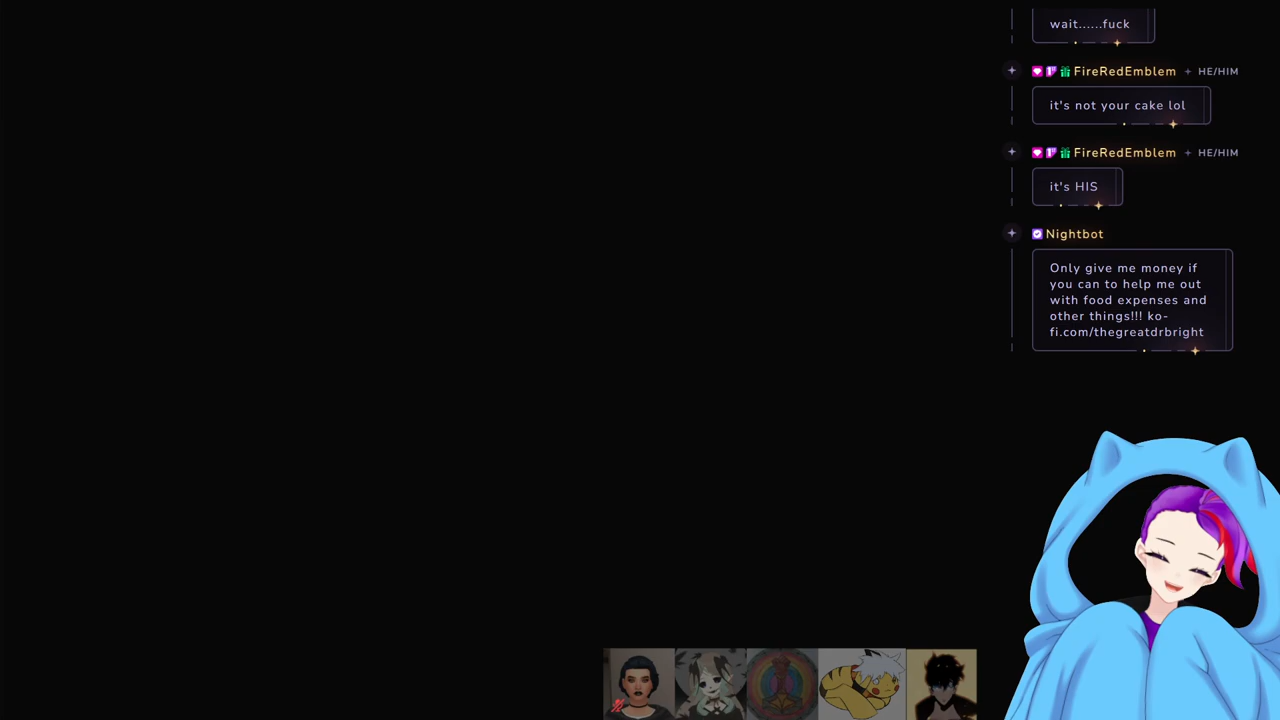 wait......fuck
FireRedEmblem HE/HIM
it's not your cake lol
FireRedEmblem HE/HIM
it's HIS
Nightbot
Only give me money if
you can to help me out
with food expenses and
other things!!! ko-
fi.com/thegreatdrbright